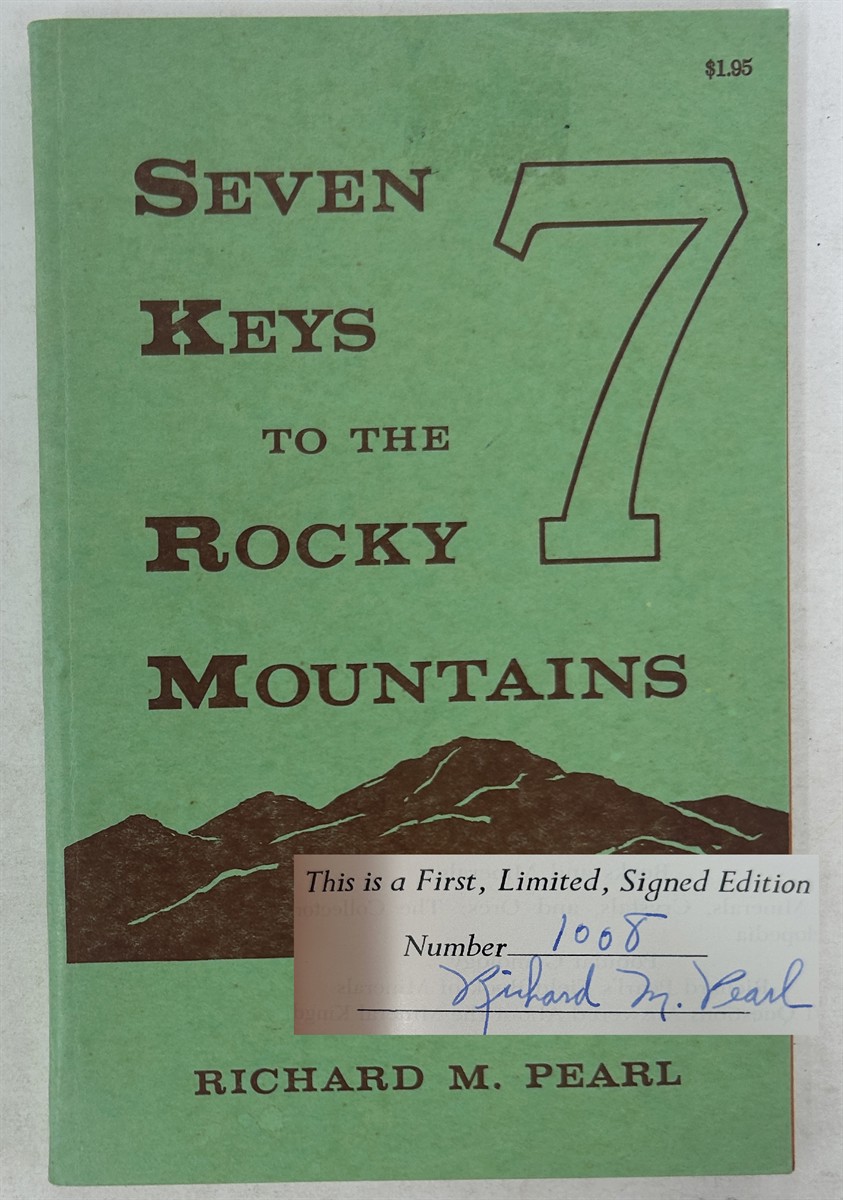 $1.95
SEVEN
7
KEYS
TO THE
ROCKY
MOUNTAINS
This is a First, Limited, Signed Edition
Number 1008
Richard M. Pearl
RICHARD M. PEARL